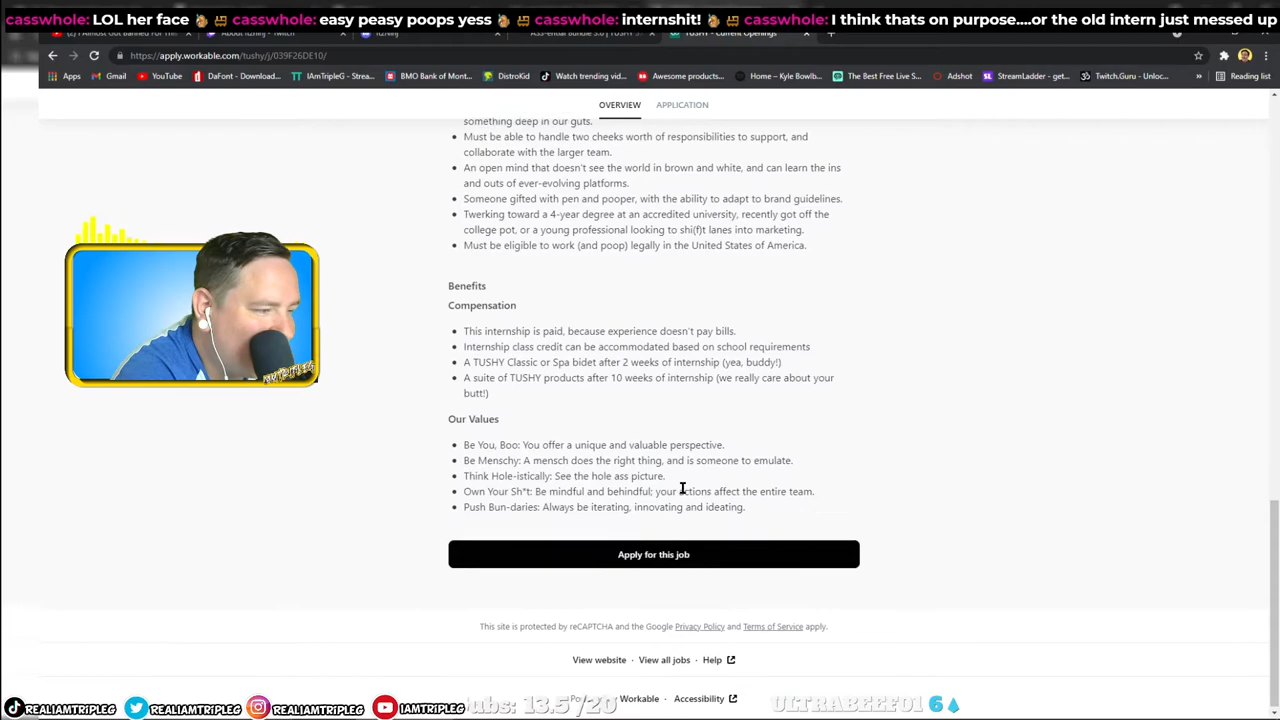 casswhole: LOL her face casswhole: easy peasy poops yess casswhole: internshit! casswhole: I think thats on purpose....or the old intern just messed up
I Almost Got Banned For Th... TUSHY - Current Openings
https://apply.workable.com/tushy/j/039F26DE10/
Apps Gmail YouTube DaFont - Download... IAmTripleG - Strea... BMO Bank of Mont... DistroKid Watch trending vid... Awesome products... Home – Kyle Bowlb... The Best Free Live S... Adshot StreamLadder - get... Twitch.Guru - Unloc... Reading list
OVERVIEW APPLICATION
something deep in our guts.
Must be able to handle two cheeks worth of responsibilities to support, and
collaborate with the larger team.
An open mind that doesn't see the world in brown and white, and can learn the ins
and outs of ever-evolving platforms.
Someone gifted with pen and pooper, with the ability to adapt to brand guidelines.
Twerking toward a 4-year degree at an accredited university, recently got off the
college pot, or a young professional looking to shi(f)t lanes into marketing.
Must be eligible to work (and poop) legally in the United States of America.
Benefits
Compensation
This internship is paid, because experience doesn't pay bills.
Internship class credit can be accommodated based on school requirements
A TUSHY Classic or Spa bidet after 2 weeks of internship (yea, buddy!)
A suite of TUSHY products after 10 weeks of internship (we really care about your
butt!)
Our Values
Be You, Boo: You offer a unique and valuable perspective.
Be Menschy: A mensch does the right thing, and is someone to emulate.
Think Hole-istically: See the hole ass picture.
Own Your Sh*t: Be mindful and behindful; your actions affect the entire team.
Push Bun-daries: Always be iterating, innovating and ideating.
Apply for this job
This site is protected by reCAPTCHA and the Google Privacy Policy and Terms of Service apply.
View website · View all jobs · Help
Workable Accessibility
REALIAMTRIPLEG REALIAMTRIPLEG REALIAMTRIPLEG IAMTRIPLEG ubs: 13.5/20 ULTRABEEF01 6